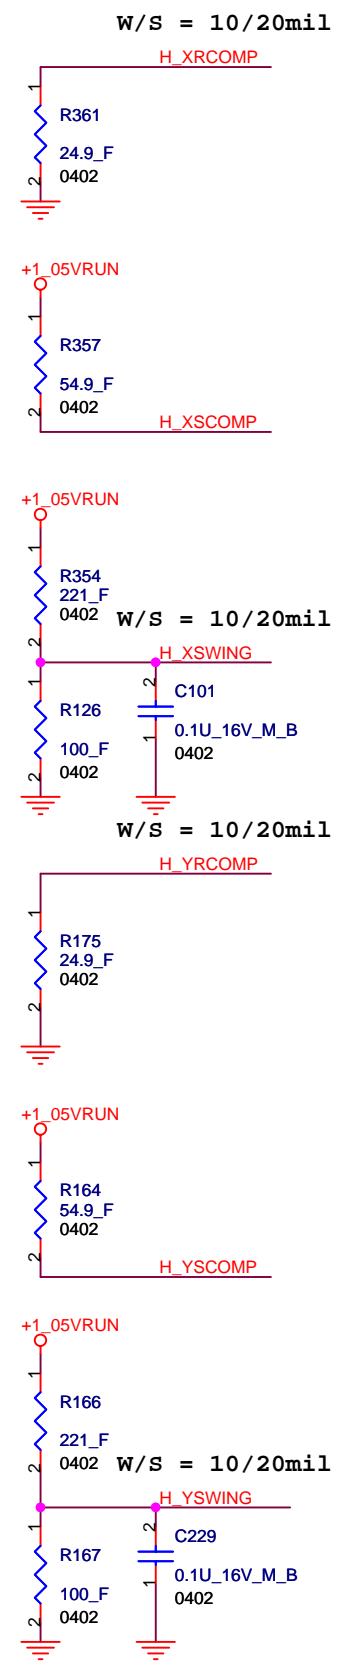 W/S = 10/20mil
H_XRCOMP
1
R361
24.9_F
2
0402
+1_05VRUN
1
R357
54.9_F
2
0402
H_XSCOMP
+1_05VRUN
1
R354
221_F
0402
W/S = 10/20mil
2
H_XSWING
1
2
C101
R126
0.1U_16V_M_B
1
100_F
0402
2
0402
W/S = 10/20mil
H_YRCOMP
1
R175
24.9_F
0402
2
+1_05VRUN
1
R164
54.9_F
0402
2
H_YSCOMP
+1_05VRUN
1
R166
221_F
2
0402
W/S = 10/20mil
H_YSWING
1
2
C229
R167
0.1U_16V_M_B
1
100_F
0402
2
0402